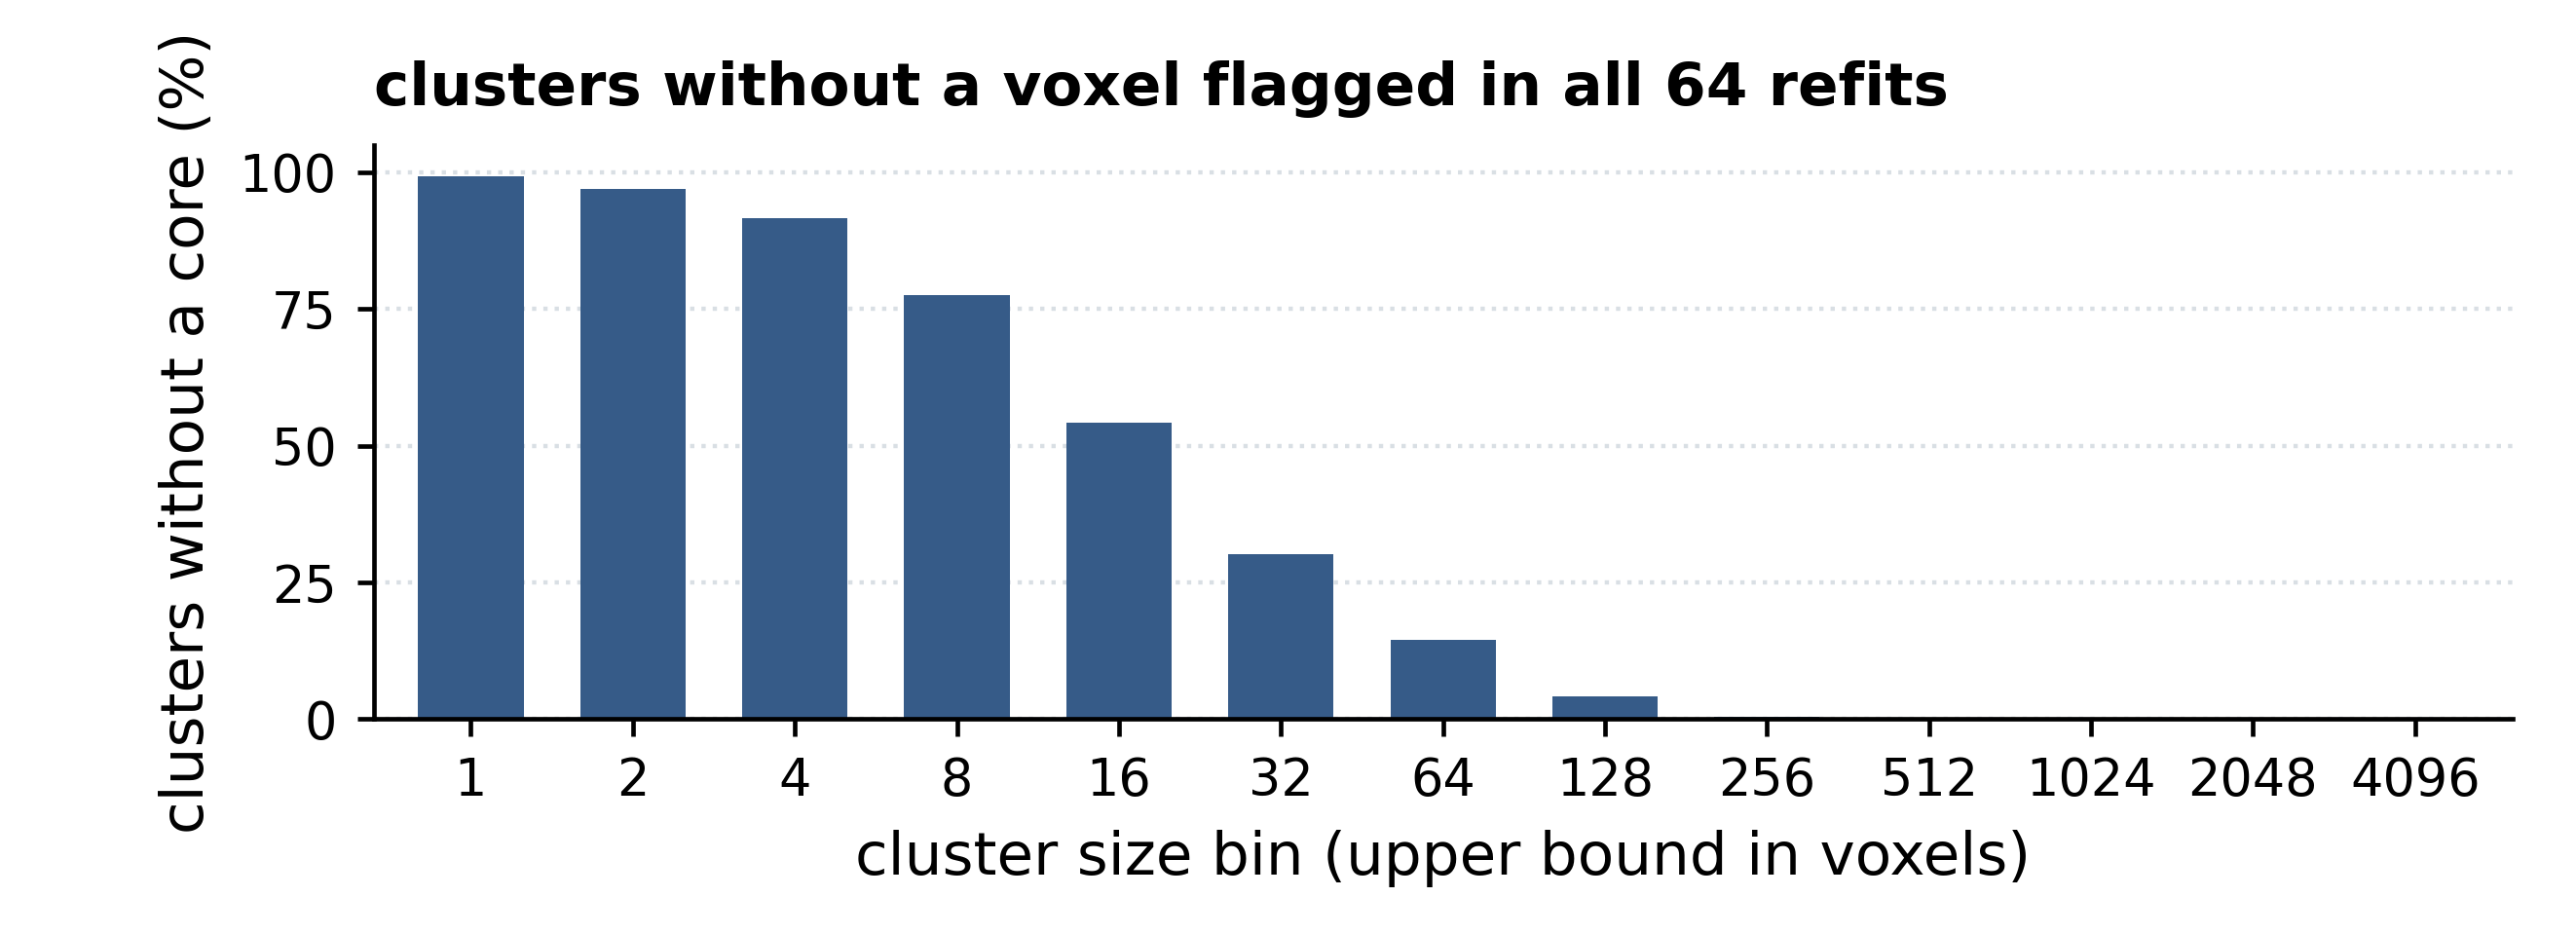 clusters without a voxel flagged in all 64 refits
clusters without a core (%)
100
75
50
25
0
1 2 4 8 16 32 64 128 256 512 1024 2048 4096
cluster size bin (upper bound in voxels)